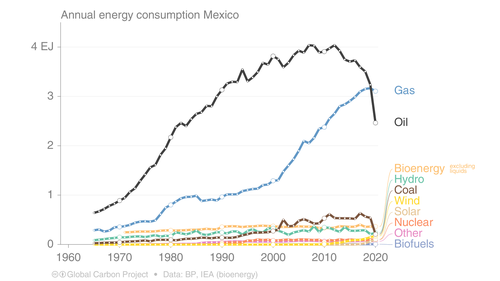 Annual energy consumption Mexico
4 EJ
3
2
1
0
Gas
Oil
Bioenergy excluding liquids
Hydro
Coal
Wind
Solar
Nuclear
Other
Biofuels
1960 1970 1980 1990 2000 2010 2020
Global Carbon Project • Data: BP, IEA (bioenergy)